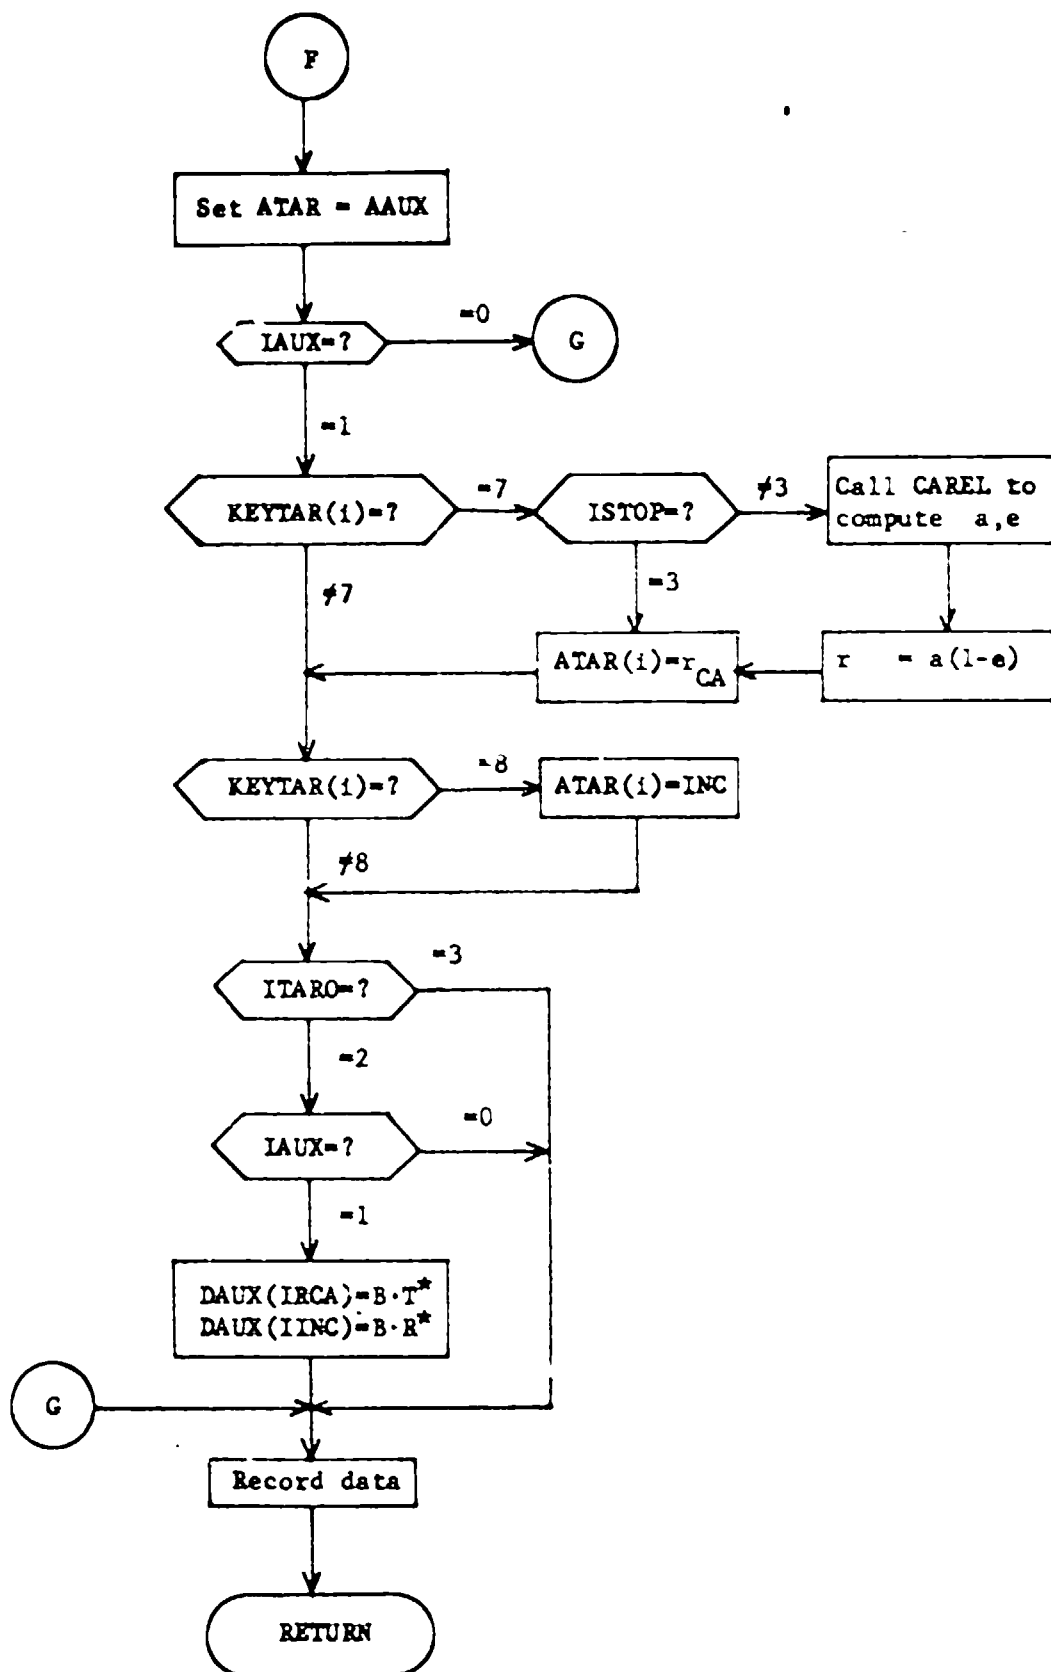 F
Set ATAR = AAUX
IAUX=?
=0
G
=1
KEYTAR(i)=?
=7
ISTOP=?
≠3
Call CAREL to
compute a,e
≠7
=3
ATAR(i)=r
CA
r = a(1-e)
KEYTAR(i)=?
=8
ATAR(i)=INC
≠8
ITARO=?
=3
=2
IAUX=?
=0
=1
DAUX(IRCA)=B·T*
DAUX(IINC)=B·R*
G
Record data
RETURN